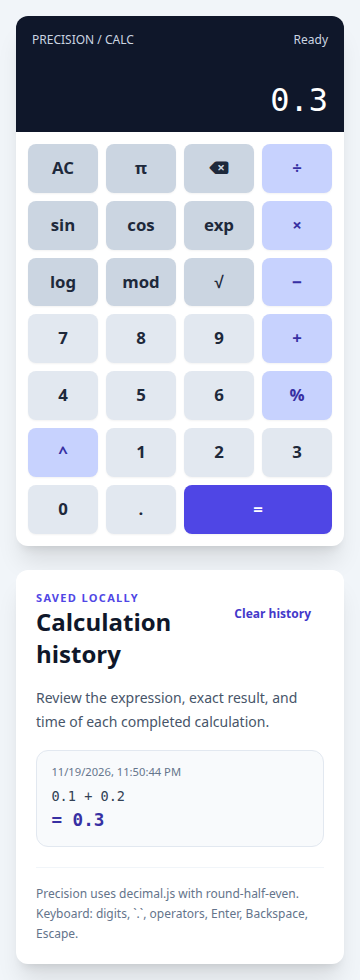 PRECISION / CALC Ready
0.3
AC π ÷
sin cos exp ×
log mod √ −
7 8 9 +
4 5 6 %
^ 1 2 3
0 . =
SAVED LOCALLY
Calculation history
Clear history
Review the expression, exact result, and
time of each completed calculation.
11/19/2026, 11:50:44 PM
0.1 + 0.2
= 0.3
Precision uses decimal.js with round-half-even.
Keyboard: digits, `.`, operators, Enter, Backspace,
Escape.